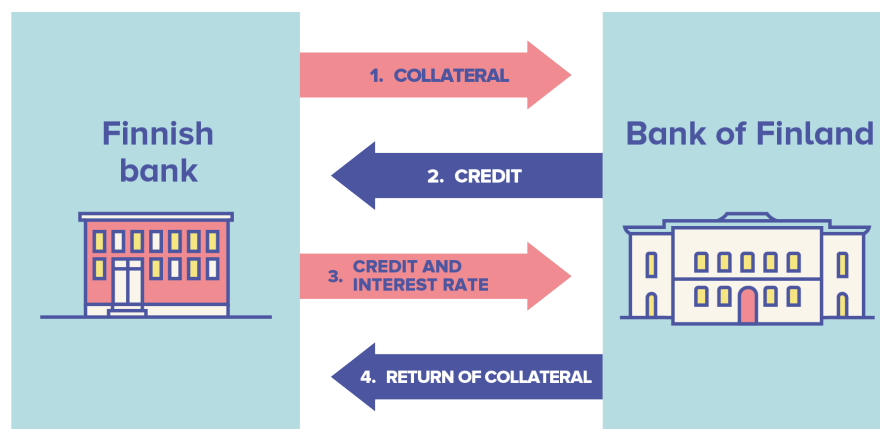 Finnish
bank
Bank of Finland
1. COLLATERAL
2. CREDIT
3. CREDIT AND
INTEREST RATE
4. RETURN OF COLLATERAL